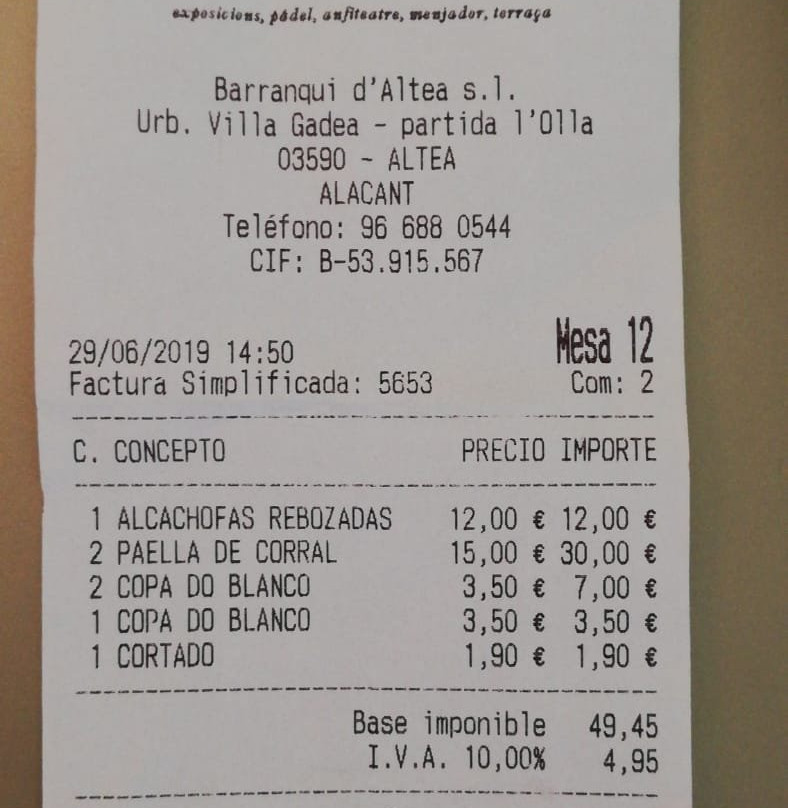 exposicions, pádel, anfiteatre, menjador, terraça
Barranqui d'Altea s.l.
Urb. Villa Gadea - partida l'Olla
03590 - ALTEA
ALACANT
Teléfono: 96 688 0544
CIF: B-53.915.567
29/06/2019 14:50 Mesa 12
Factura Simplificada: 5653 Com: 2
C. CONCEPTO PRECIO IMPORTE
1 ALCACHOFAS REBOZADAS 12,00 € 12,00 €
2 PAELLA DE CORRAL 15,00 € 30,00 €
2 COPA DO BLANCO 3,50 € 7,00 €
1 COPA DO BLANCO 3,50 € 3,50 €
1 CORTADO 1,90 € 1,90 €
Base imponible 49,45
I.V.A. 10,00% 4,95